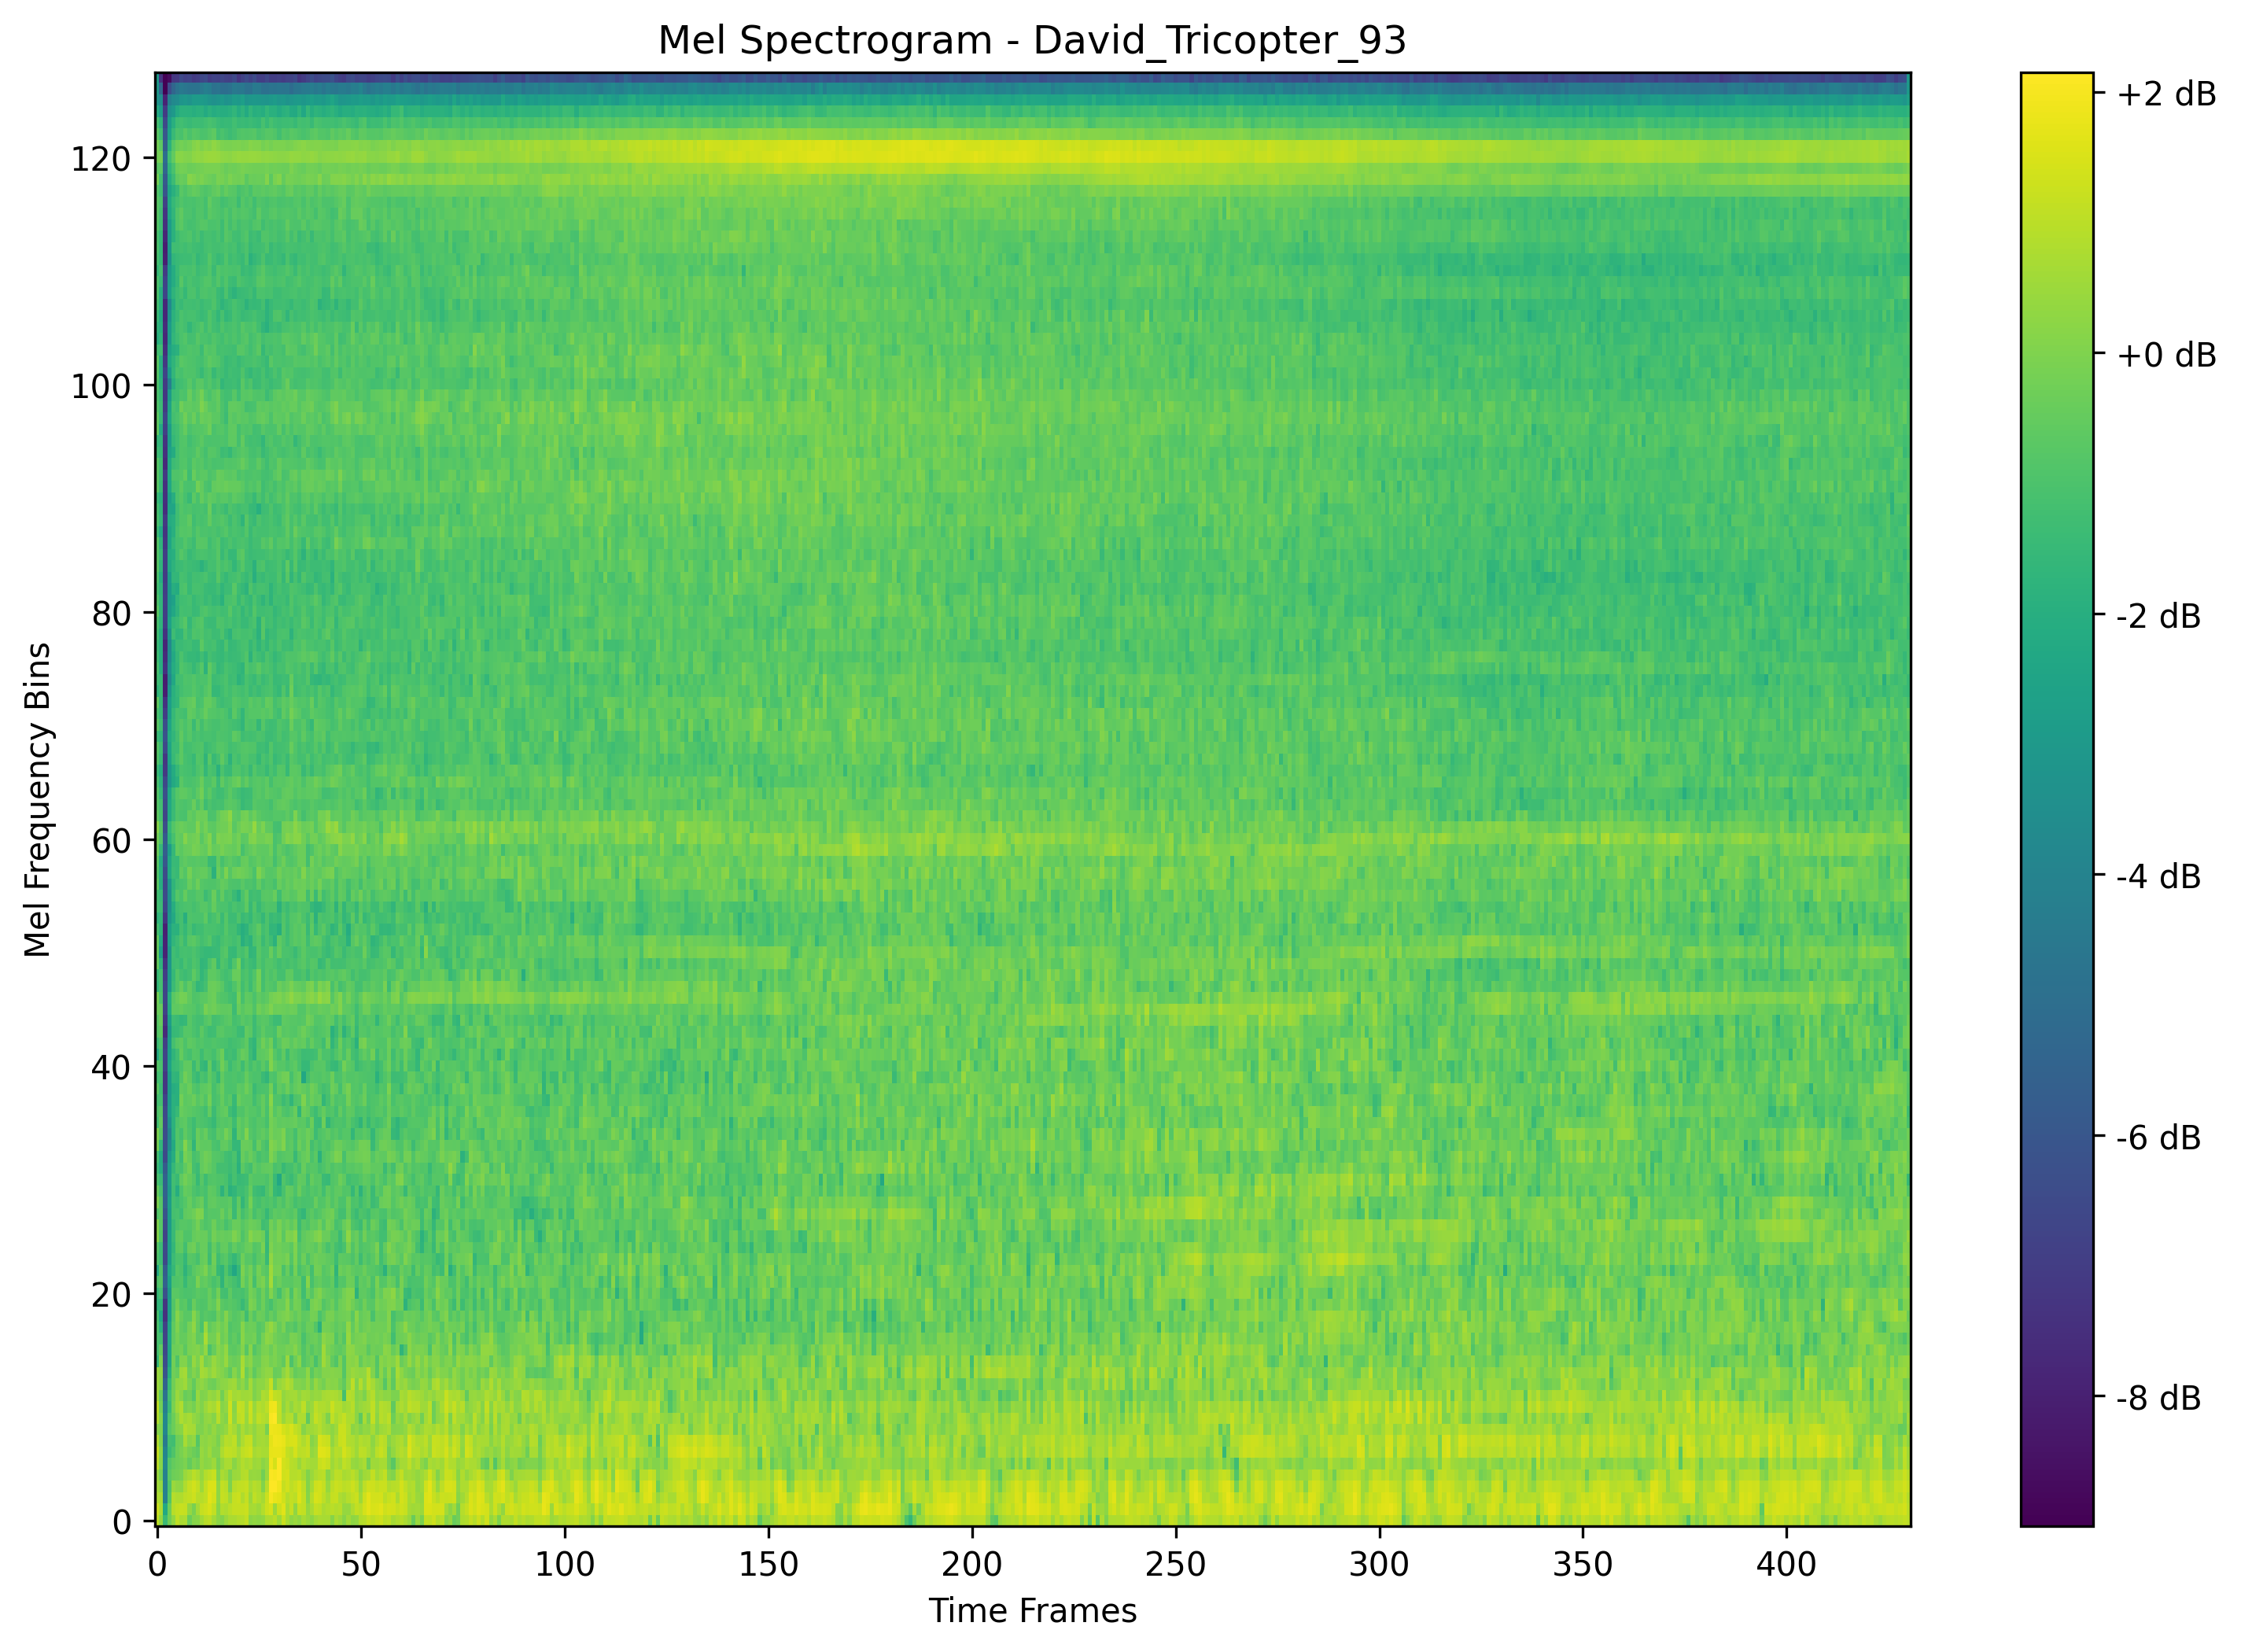 Mel Spectrogram - David_Tricopter_93
Mel Frequency Bins
120
100
80
60
40
20
0
0 50 100 150 200 250 300 350 400
Time Frames
+2 dB
+0 dB
-2 dB
-4 dB
-6 dB
-8 dB